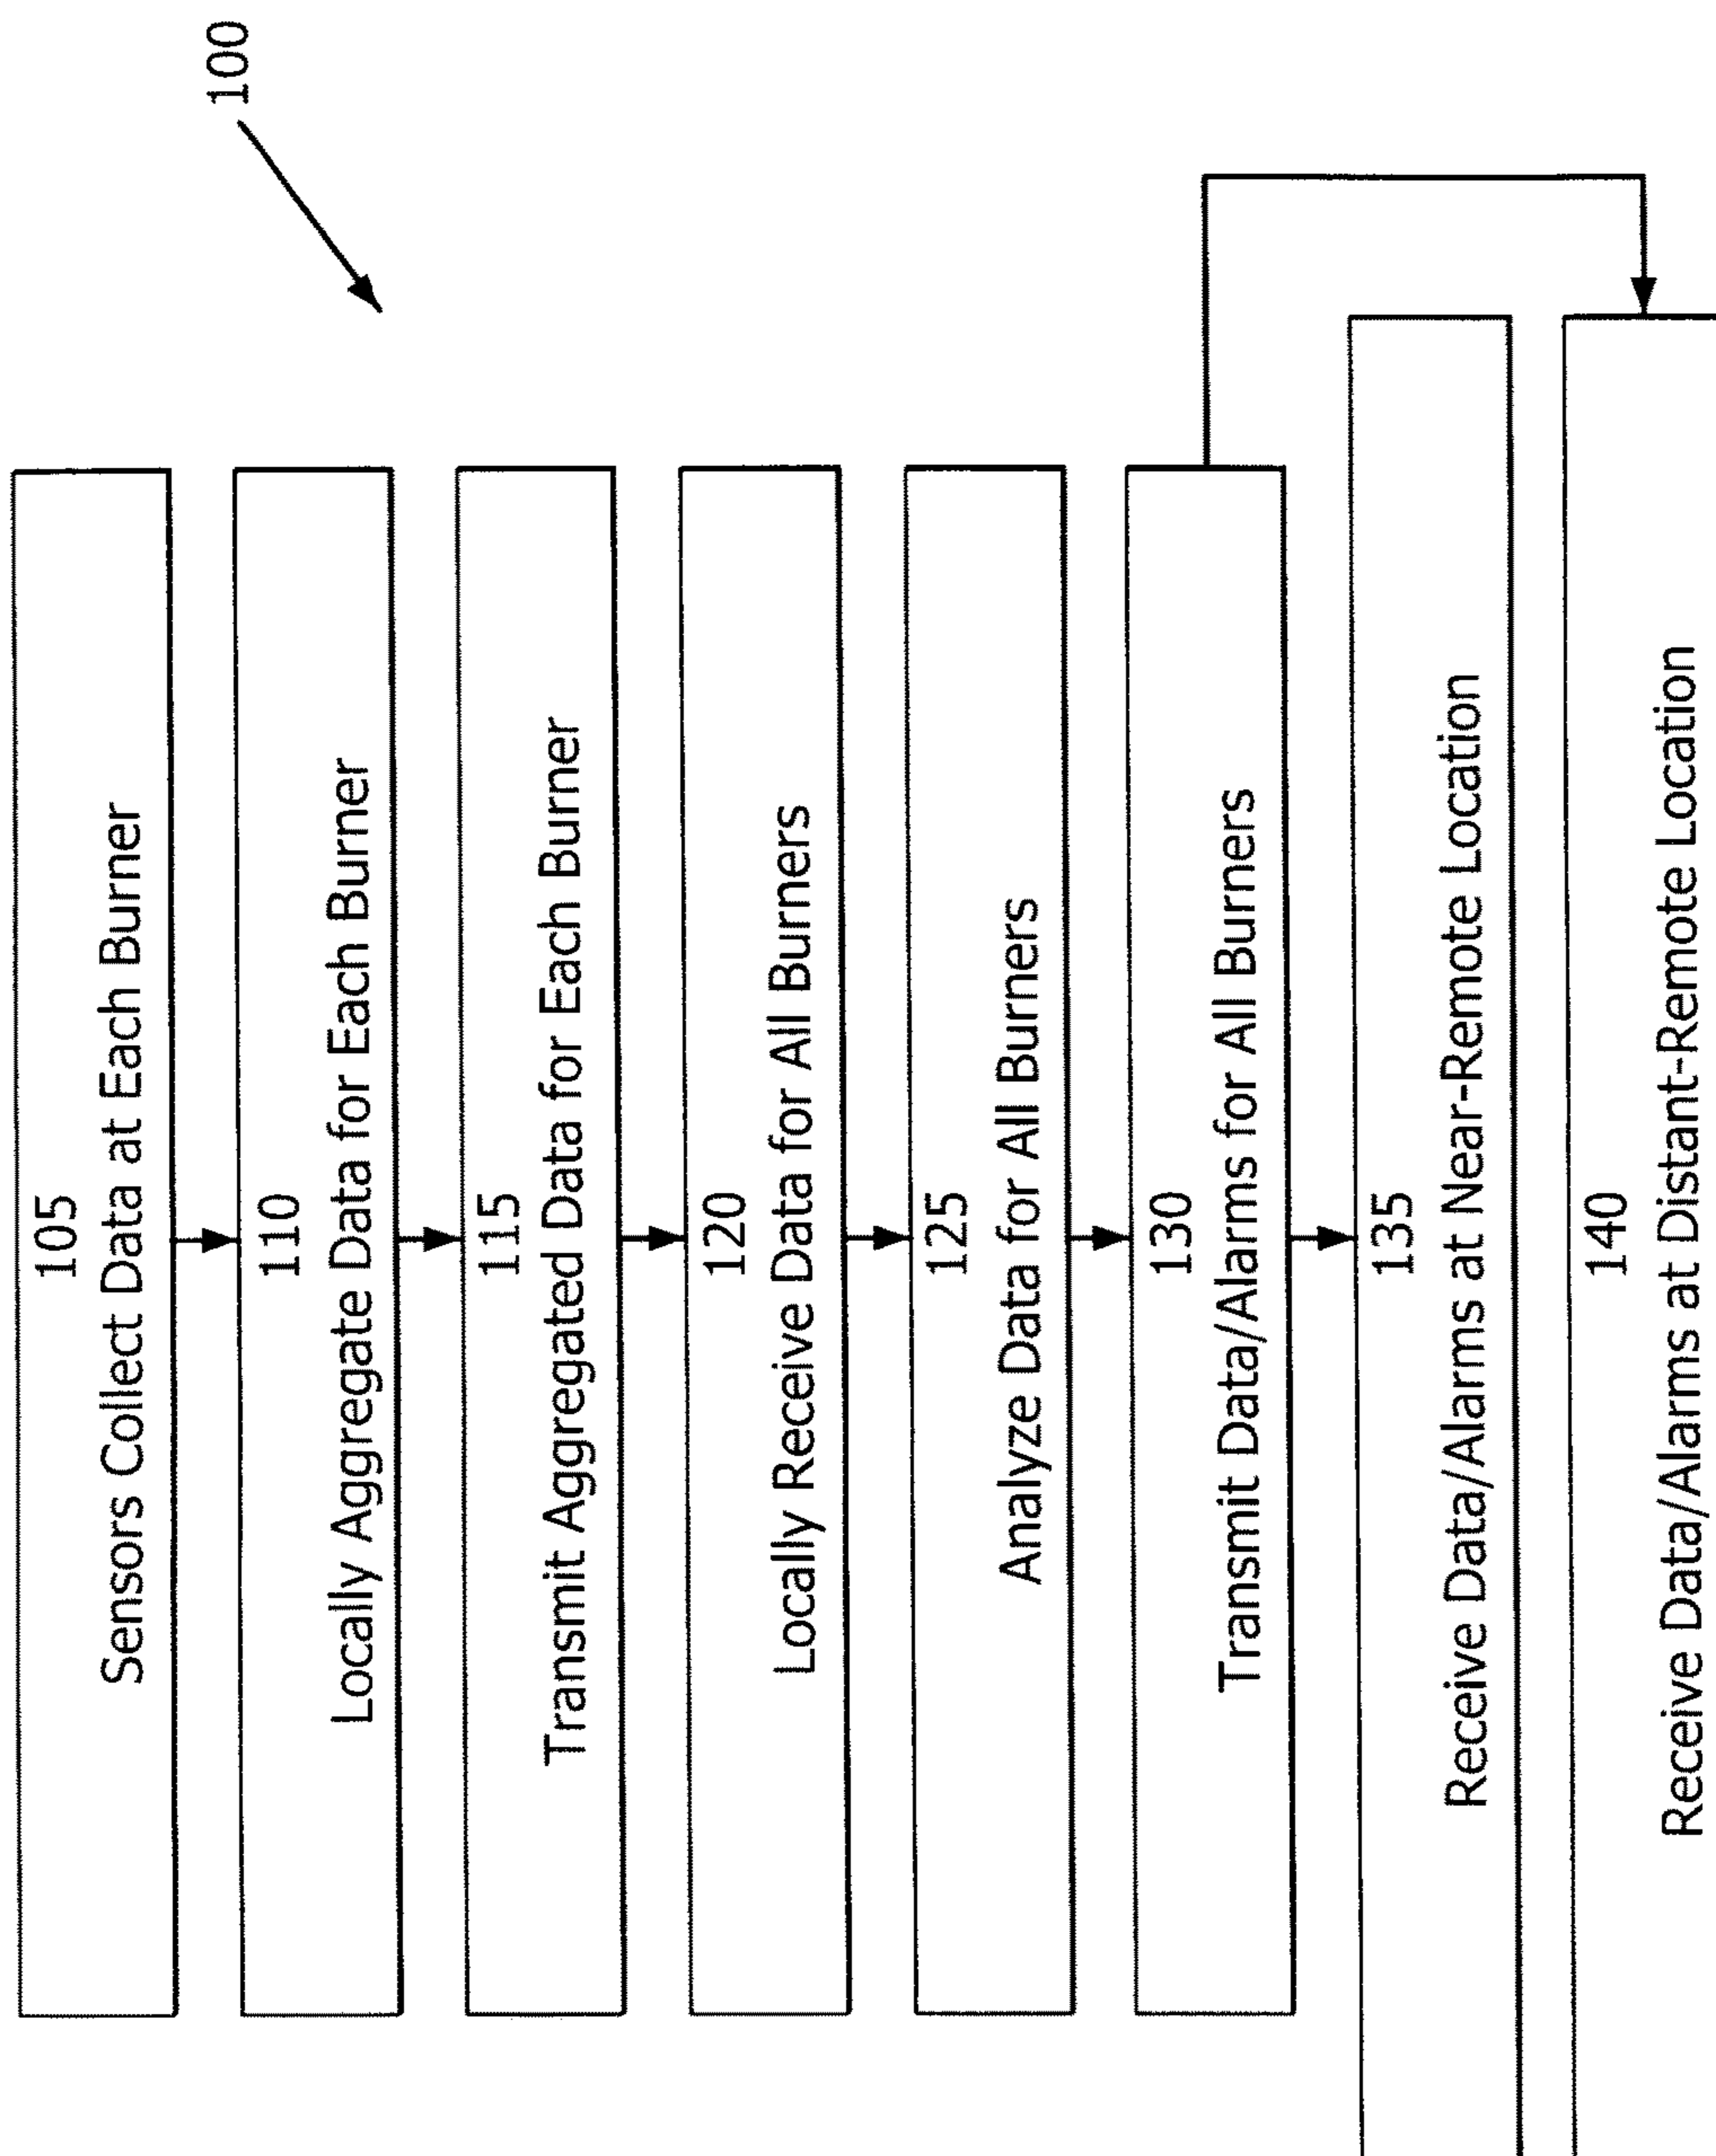 100
105
Sensors Collect Data at Each Burner
110
Locally Aggregate Data for Each Burner
115
Transmit Aggregated Data for Each Burner
120
Locally Receive Data for All Burners
125
Analyze Data for All Burners
130
Transmit Data/Alarms for All Burners
135
Receive Data/Alarms at Near-Remote Location
140
Receive Data/Alarms at Distant-Remote Location